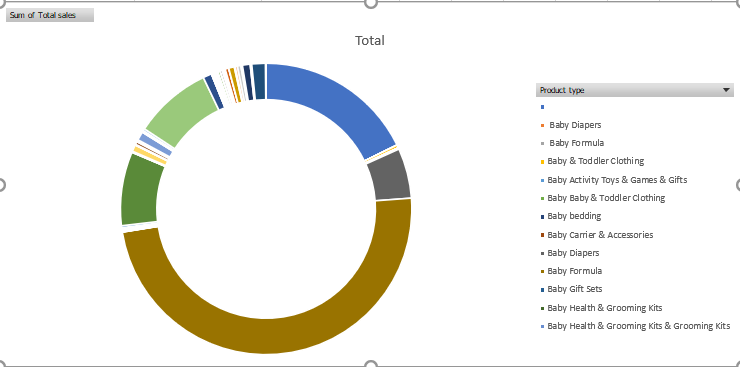 Sum of Total sales
Total
Product type
Baby Diapers
Baby Formula
Baby & Toddler Clothing
Baby Activity Toys & Games & Gifts
Baby Baby & Toddler Clothing
Baby bedding
Baby Carrier & Accessories
Baby Diapers
Baby Formula
Baby Gift Sets
Baby Health & Grooming Kits
Baby Health & Grooming Kits & Grooming Kits